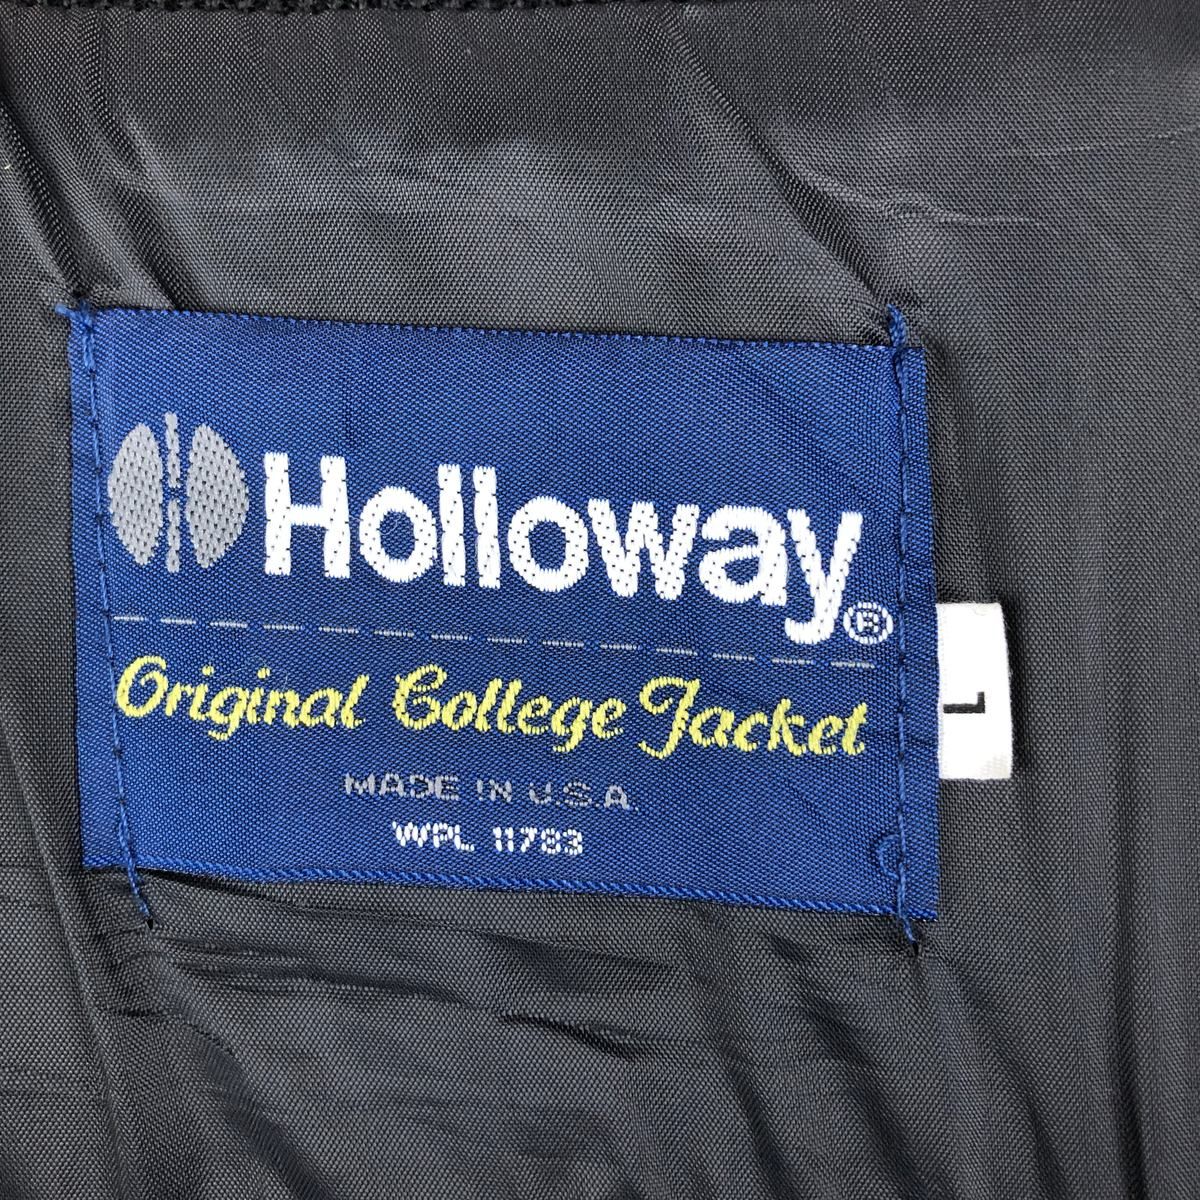 Holloway®
Original College Jacket
MADE IN U.S.A.
WPL 11783
L